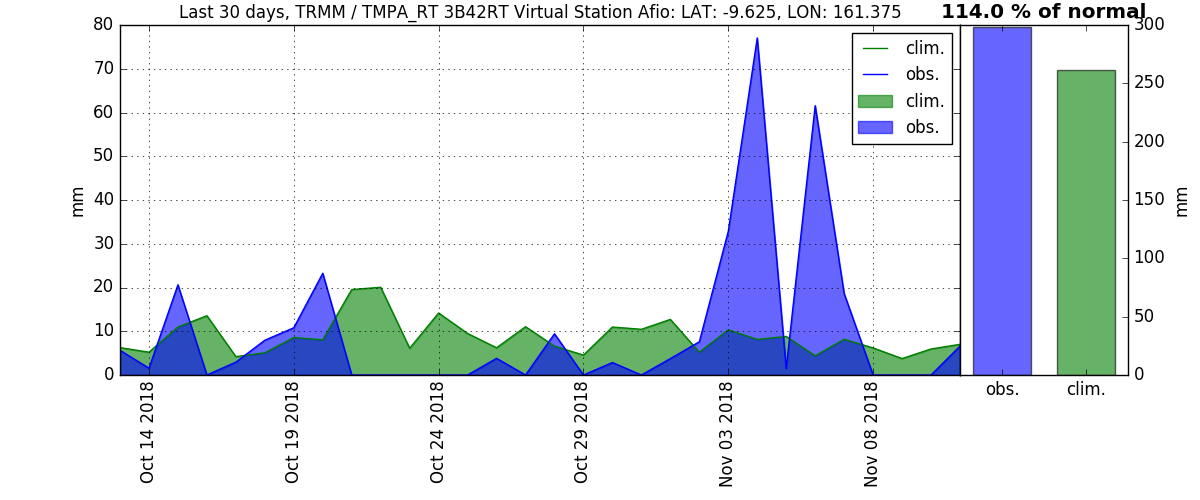 Last 30 days, TRMM / TMPA_RT 3B42RT Virtual Station Afio: LAT: -9.625, LON: 161.375
114.0 % of normal
80
70
60
50
40
30
20
10
0
mm
Oct 14 2018
Oct 19 2018
Oct 24 2018
Oct 29 2018
Nov 03 2018
Nov 08 2018
clim.
obs.
clim.
obs.
300
250
200
150
100
50
0
mm
obs.
clim.